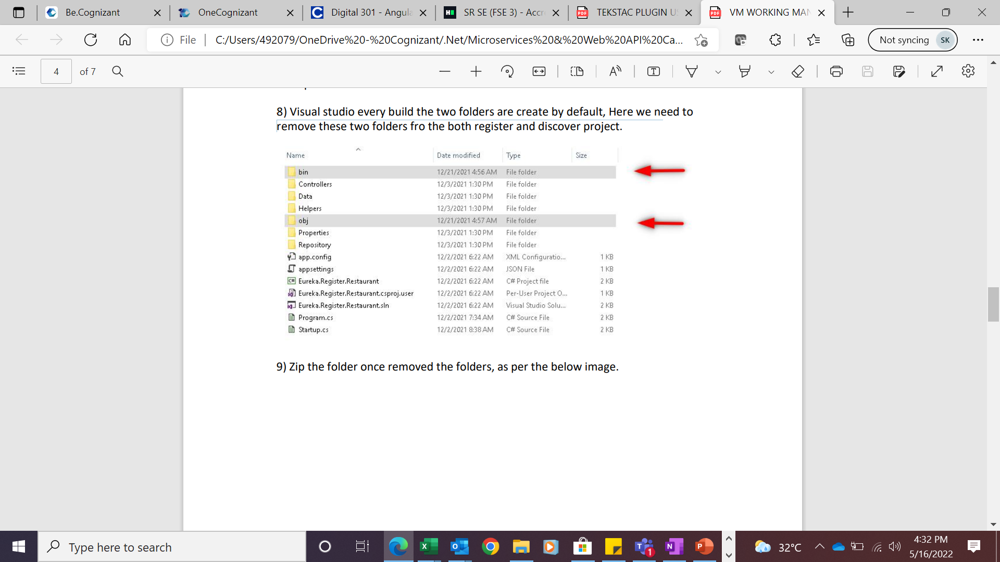 Be.Cognizant
OneCognizant
Digital 301 - Angula
SR SE (FSE 3) - Accr
TEKSTAC PLUGIN US
VM WORKING MAN
File
C:/Users/492079/OneDrive%20-%20Cognizant/.Net/Microservices%20&%20Web%20API%20Ca...
Not syncing
SK
4 of 7
8) Visual studio every build the two folders are create by default, Here we need to
remove these two folders fro the both register and discover project.
Name Date modified Type Size
bin 12/21/2021 4:56 AM File folder
Controllers 12/3/2021 1:30 PM File folder
Data 12/3/2021 1:30 PM File folder
Helpers 12/3/2021 1:30 PM File folder
obj 12/21/2021 4:57 AM File folder
Properties 12/3/2021 1:30 PM File folder
Repository 12/3/2021 1:30 PM File folder
app.config 12/2/2021 6:22 AM XML Configuratio... 1 KB
appsettings 12/2/2021 6:22 AM JSON File 1 KB
Eureka.Register.Restaurant 12/2/2021 6:22 AM C# Project file 2 KB
Eureka.Register.Restaurant.csproj.user 12/2/2021 6:22 AM Per-User Project O... 1 KB
Eureka.Register.Restaurant.sln 12/2/2021 6:22 AM Visual Studio Solu... 2 KB
Program.cs 12/2/2021 7:34 AM C# Source File 2 KB
Startup.cs 12/2/2021 8:38 AM C# Source File 2 KB
9) Zip the folder once removed the folders, as per the below image.
Type here to search
1
32°C
4:32 PM
5/16/2022